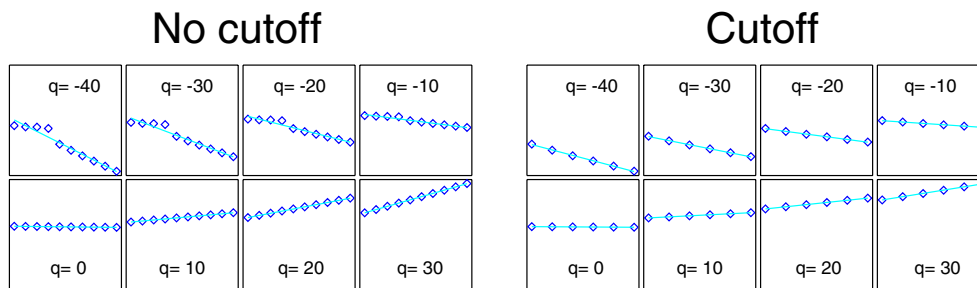 No cutoff Cutoff
q= -40 q= -30 q= -20 q= -10 q= -40 q= -30 q= -20 q= -10
q= 0 q= 10 q= 20 q= 30 q= 0 q= 10 q= 20 q= 30